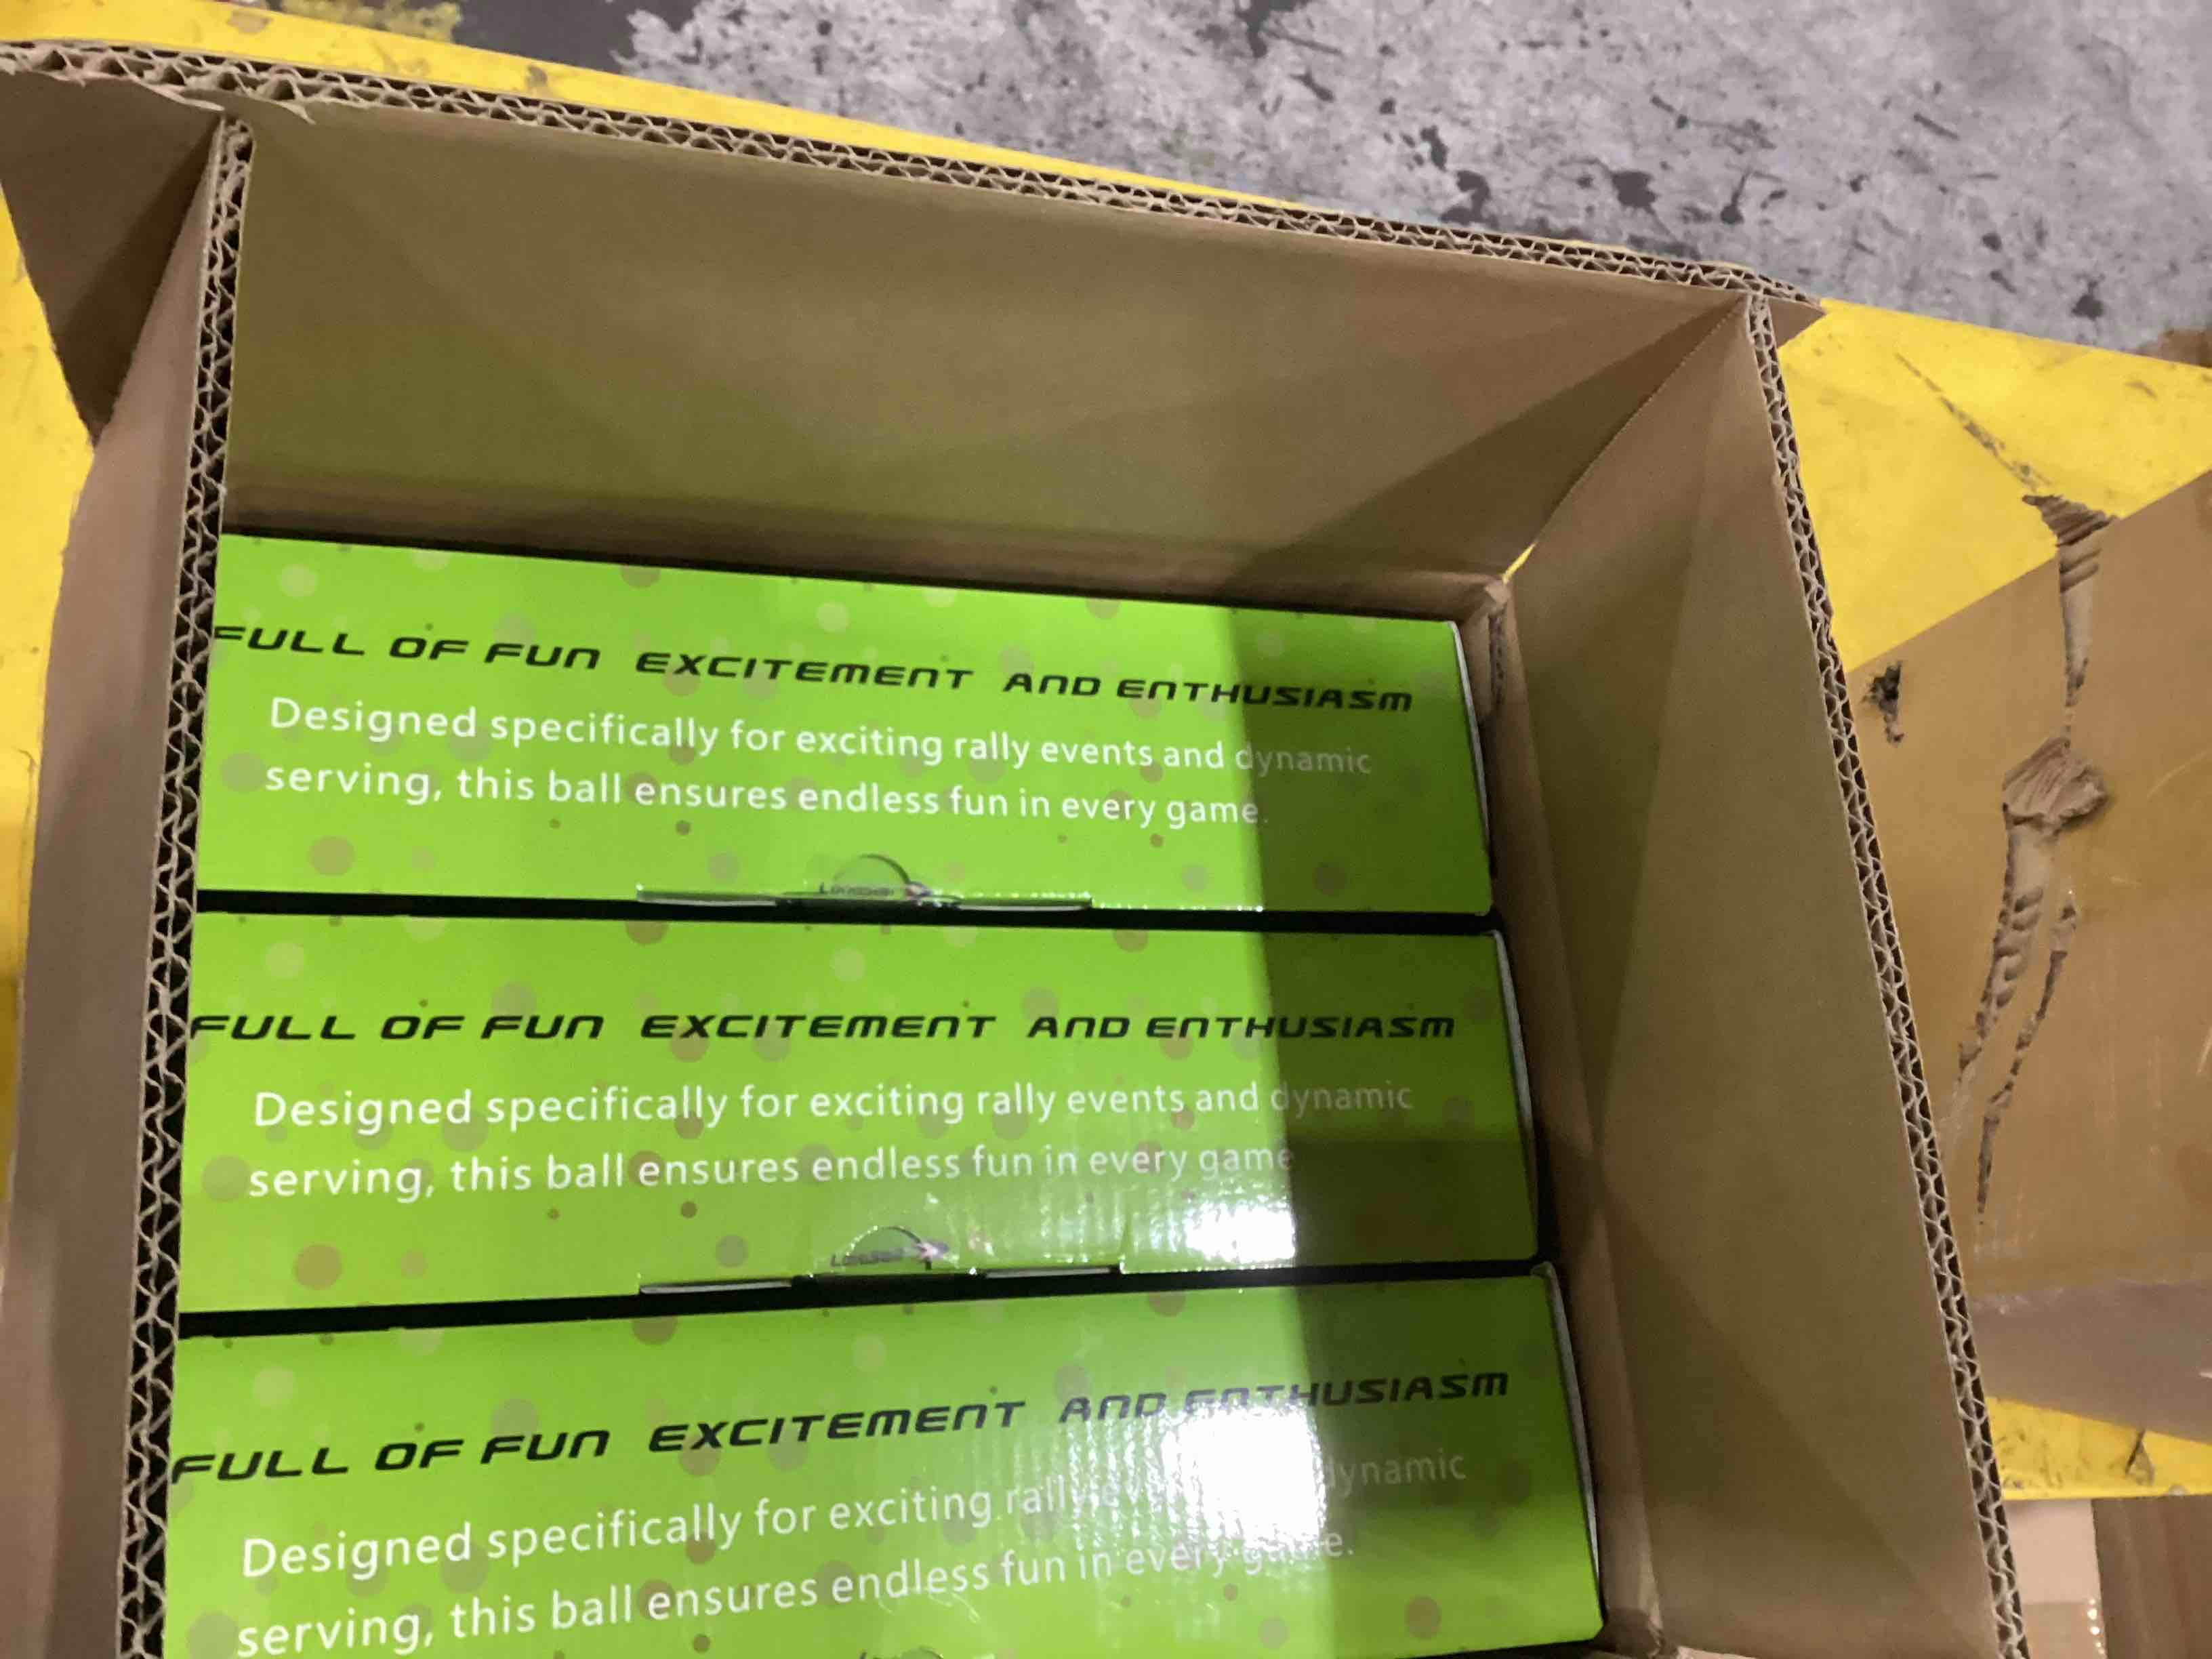 FULL OF FUN EXCITEMENT AND ENTHUSIASM
Designed specifically for exciting rally events and dynamic
serving, this ball ensures endless fun in every game.
FULL OF FUN EXCITEMENT AND ENTHUSIASM
Designed specifically for exciting rally events and dynamic
serving, this ball ensures endless fun in every game
FULL OF FUN EXCITEMENT AND ENTHUSIASM
Designed specifically for exciting rally dynamic
serving, this ball ensures endless fun in every game.